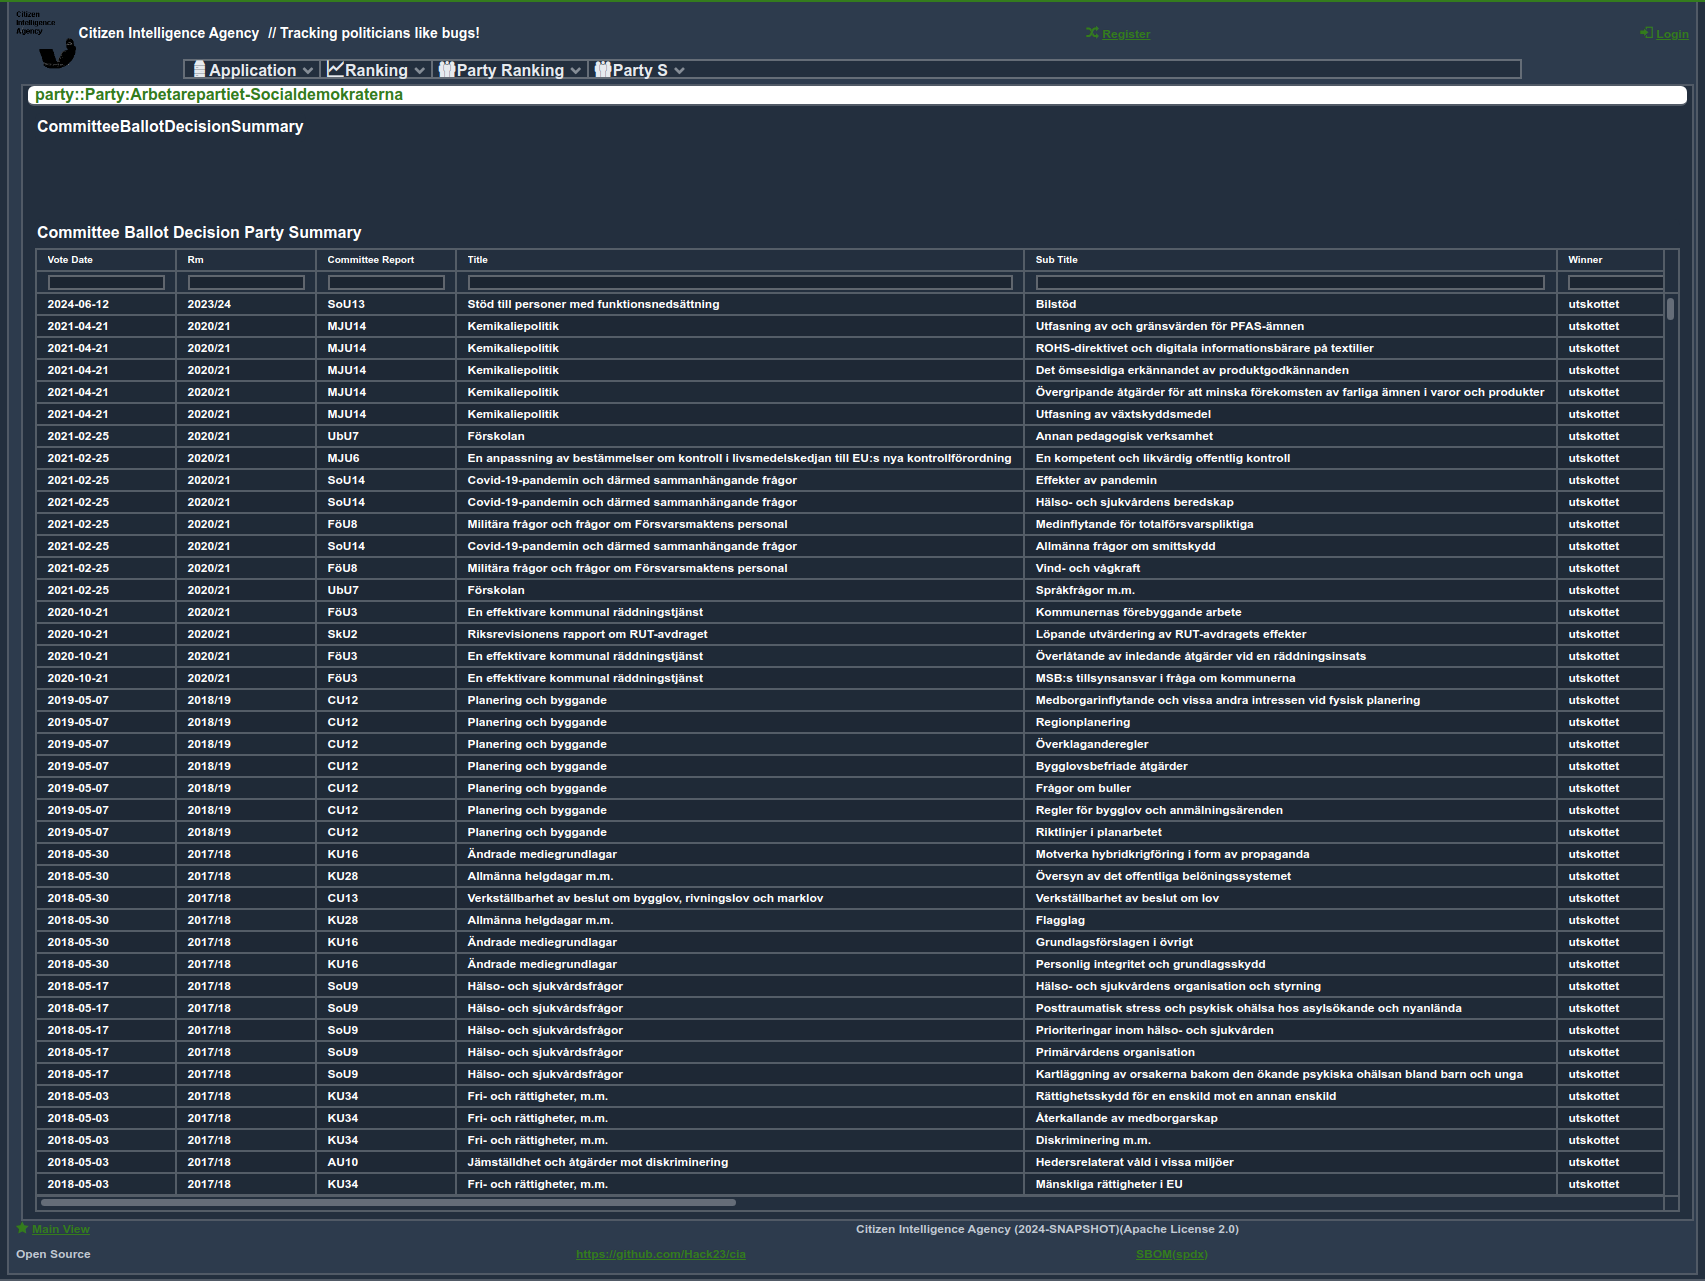 Citizen
Intelligence
Agency
Citizen Intelligence Agency // Tracking politicians like bugs!
Register
Login
Application
Ranking
Party Ranking
Party S
party::Party:Arbetarepartiet-Socialdemokraterna
CommitteeBallotDecisionSummary
Committee Ballot Decision Party Summary
Vote Date Rm Committee Report Title Sub Title Winner
2024-06-12 2023/24 SoU13 Stöd till personer med funktionsnedsättning Bilstöd utskottet
2021-04-21 2020/21 MJU14 Kemikaliepolitik Utfasning av och gränsvärden för PFAS-ämnen utskottet
2021-04-21 2020/21 MJU14 Kemikaliepolitik ROHS-direktivet och digitala informationsbärare på textilier utskottet
2021-04-21 2020/21 MJU14 Kemikaliepolitik Det ömsesidiga erkännandet av produktgodkännanden utskottet
2021-04-21 2020/21 MJU14 Kemikaliepolitik Övergripande åtgärder för att minska förekomsten av farliga ämnen i varor och produkter utskottet
2021-04-21 2020/21 MJU14 Kemikaliepolitik Utfasning av växtskyddsmedel utskottet
2021-02-25 2020/21 UbU7 Förskolan Annan pedagogisk verksamhet utskottet
2021-02-25 2020/21 MJU6 En anpassning av bestämmelser om kontroll i livsmedelskedjan till EU:s nya kontrollförordning En kompetent och likvärdig offentlig kontroll utskottet
2021-02-25 2020/21 SoU14 Covid-19-pandemin och därmed sammanhängande frågor Effekter av pandemin utskottet
2021-02-25 2020/21 SoU14 Covid-19-pandemin och därmed sammanhängande frågor Hälso- och sjukvårdens beredskap utskottet
2021-02-25 2020/21 FöU8 Militära frågor och frågor om Försvarsmaktens personal Medinflytande för totalförsvarspliktiga utskottet
2021-02-25 2020/21 SoU14 Covid-19-pandemin och därmed sammanhängande frågor Allmänna frågor om smittskydd utskottet
2021-02-25 2020/21 FöU8 Militära frågor och frågor om Försvarsmaktens personal Vind- och vågkraft utskottet
2021-02-25 2020/21 UbU7 Förskolan Språkfrågor m.m. utskottet
2020-10-21 2020/21 FöU3 En effektivare kommunal räddningstjänst Kommunernas förebyggande arbete utskottet
2020-10-21 2020/21 SkU2 Riksrevisionens rapport om RUT-avdraget Löpande utvärdering av RUT-avdragets effekter utskottet
2020-10-21 2020/21 FöU3 En effektivare kommunal räddningstjänst Överlåtande av inledande åtgärder vid en räddningsinsats utskottet
2020-10-21 2020/21 FöU3 En effektivare kommunal räddningstjänst MSB:s tillsynsansvar i fråga om kommunerna utskottet
2019-05-07 2018/19 CU12 Planering och byggande Medborgarinflytande och vissa andra intressen vid fysisk planering utskottet
2019-05-07 2018/19 CU12 Planering och byggande Regionplanering utskottet
2019-05-07 2018/19 CU12 Planering och byggande Överklaganderegler utskottet
2019-05-07 2018/19 CU12 Planering och byggande Bygglovsbefriade åtgärder utskottet
2019-05-07 2018/19 CU12 Planering och byggande Frågor om buller utskottet
2019-05-07 2018/19 CU12 Planering och byggande Regler för bygglov och anmälningsärenden utskottet
2019-05-07 2018/19 CU12 Planering och byggande Riktlinjer i planarbetet utskottet
2018-05-30 2017/18 KU16 Ändrade mediegrundlagar Motverka hybridkrigföring i form av propaganda utskottet
2018-05-30 2017/18 KU28 Allmänna helgdagar m.m. Översyn av det offentliga belöningssystemet utskottet
2018-05-30 2017/18 CU13 Verkställbarhet av beslut om bygglov, rivningslov och marklov Verkställbarhet av beslut om lov utskottet
2018-05-30 2017/18 KU28 Allmänna helgdagar m.m. Flagglag utskottet
2018-05-30 2017/18 KU16 Ändrade mediegrundlagar Grundlagsförslagen i övrigt utskottet
2018-05-30 2017/18 KU16 Ändrade mediegrundlagar Personlig integritet och grundlagsskydd utskottet
2018-05-17 2017/18 SoU9 Hälso- och sjukvårdsfrågor Hälso- och sjukvårdens organisation och styrning utskottet
2018-05-17 2017/18 SoU9 Hälso- och sjukvårdsfrågor Posttraumatisk stress och psykisk ohälsa hos asylsökande och nyanlända utskottet
2018-05-17 2017/18 SoU9 Hälso- och sjukvårdsfrågor Prioriteringar inom hälso- och sjukvården utskottet
2018-05-17 2017/18 SoU9 Hälso- och sjukvårdsfrågor Primärvårdens organisation utskottet
2018-05-17 2017/18 SoU9 Hälso- och sjukvårdsfrågor Kartläggning av orsakerna bakom den ökande psykiska ohälsan bland barn och unga utskottet
2018-05-03 2017/18 KU34 Fri- och rättigheter, m.m. Rättighetsskydd för en enskild mot en annan enskild utskottet
2018-05-03 2017/18 KU34 Fri- och rättigheter, m.m. Återkallande av medborgarskap utskottet
2018-05-03 2017/18 KU34 Fri- och rättigheter, m.m. Diskriminering m.m. utskottet
2018-05-03 2017/18 AU10 Jämställdhet och åtgärder mot diskriminering Hedersrelaterat våld i vissa miljöer utskottet
2018-05-03 2017/18 KU34 Fri- och rättigheter, m.m. Mänskliga rättigheter i EU utskottet
Main View
Citizen Intelligence Agency (2024-SNAPSHOT)(Apache License 2.0)
Open Source
https://github.com/Hack23/cia
SBOM(spdx)